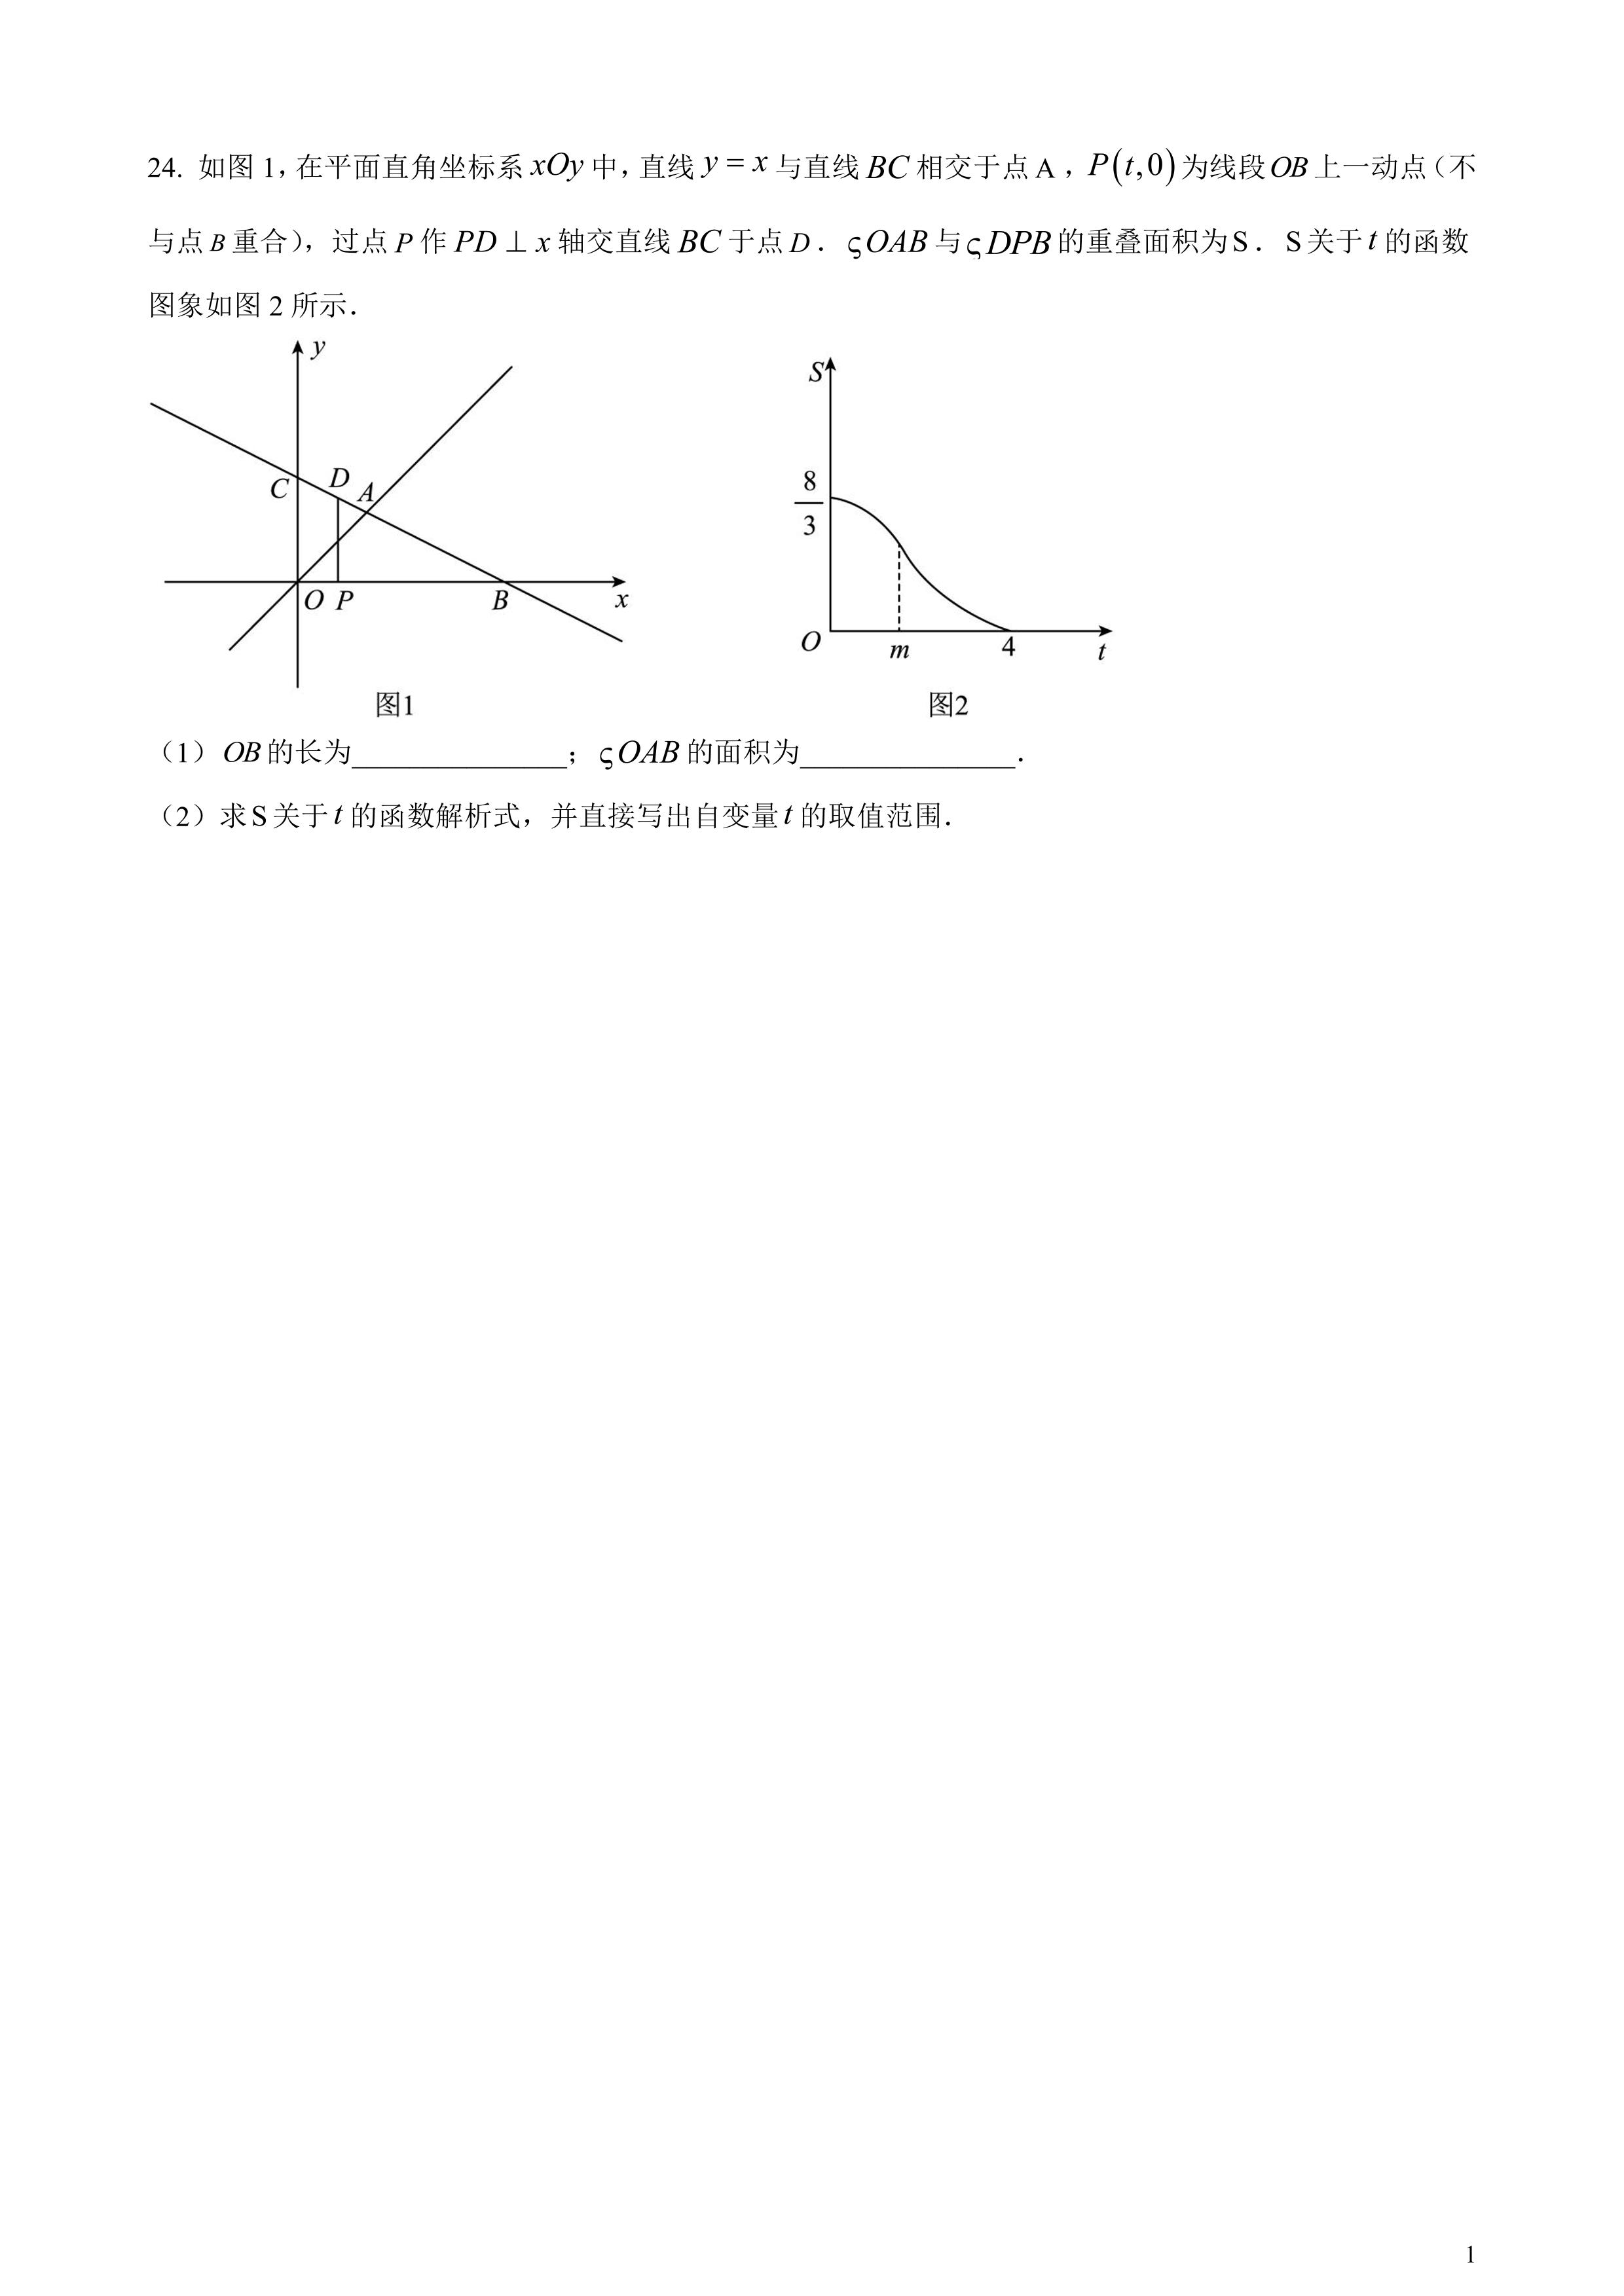 24. 如图 1，在平面直角坐标系 xOy 中，直线 y = x 与直线 BC 相交于点 A，P(t,0) 为线段 OB 上一动点（不
与点 B 重合），过点 P 作 PD ⊥ x 轴交直线 BC 于点 D．ςOAB 与 ςDPB 的重叠面积为 S．S 关于 t 的函数
图象如图 2 所示．
y
C
D
A
O
P
B
x
图1
S
8/3
O
m
4
t
图2
（1）OB 的长为_______________；ςOAB 的面积为_______________．
（2）求 S 关于 t 的函数解析式，并直接写出自变量 t 的取值范围．
1